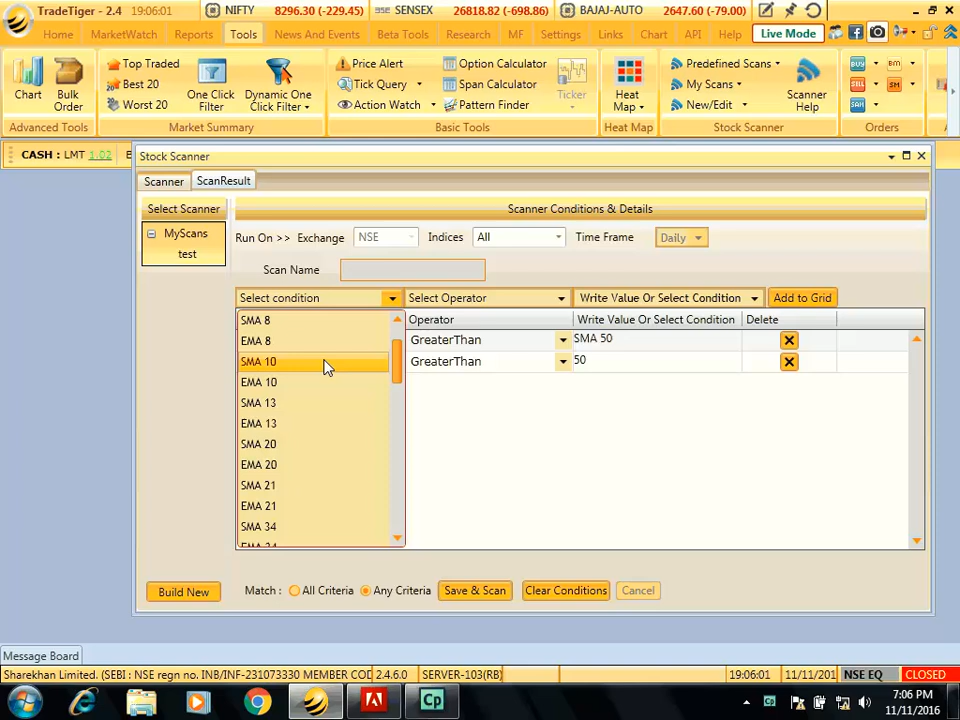 TradeTiger - 2.4 19:06:01 NIFTY 8296.30 (-229.45) SENSEX 26818.82 (-698.86) BAJAJ-AUTO 2647.60 (-79.00)
Home MarketWatch Reports Tools News And Events Beta Tools Research MF Settings Links Chart API Help Live Mode
Chart
Bulk Order
Advanced Tools
Top Traded
Best 20
Worst 20
One Click Filter
Dynamic One Click Filter
Market Summary
Price Alert
Tick Query
Action Watch
Option Calculator
Span Calculator
Pattern Finder
Ticker
Basic Tools
Heat Map
Heat Map
Predefined Scans
My Scans
New/Edit
Scanner Help
Stock Scanner
BUY
SELL
Orders
CASH : LMT 1.02
Stock Scanner
Scanner ScanResult
Select Scanner
MyScans
test
Scanner Conditions & Details
Run On >> Exchange NSE Indices All Time Frame Daily
Scan Name
Select condition Select Operator Write Value Or Select Condition Add to Grid
Operator Write Value Or Select Condition Delete
GreaterThan SMA 50
GreaterThan 50
SMA 8
EMA 8
SMA 10
EMA 10
SMA 13
EMA 13
SMA 20
EMA 20
SMA 21
EMA 21
SMA 34
EMA 34
Build New Match : All Criteria Any Criteria Save & Scan Clear Conditions Cancel
Message Board
Sharekhan Limited. (SEBI : NSE regn no. INB/INF-231073330 MEMBER COD 2.4.6.0 SERVER-103(RB) 19:06:01 11/11/201 NSE EQ CLOSED
Cp
7:06 PM
11/11/2016